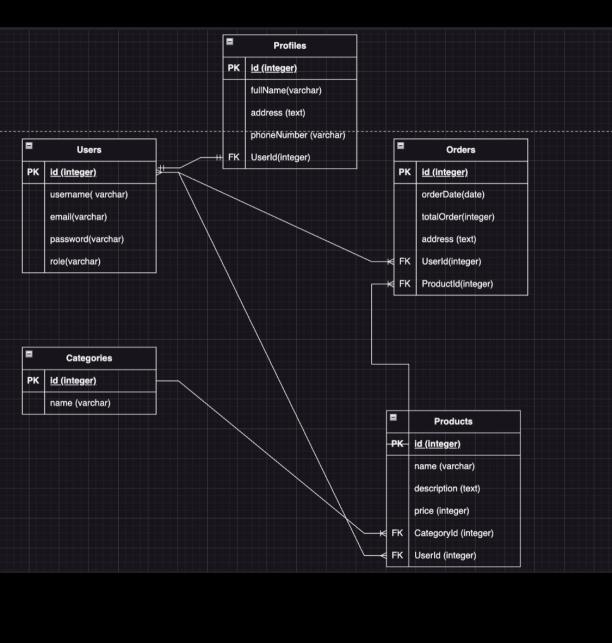 Profiles
PK id (integer)
fullName(varchar)
address (text)
phoneNumber (varchar)
FK UserId(integer)
Users
PK id (integer)
username( varchar)
email(varchar)
password(varchar)
role(varchar)
Orders
PK id (integer)
orderDate(date)
totalOrder(integer)
address (text)
FK UserId(integer)
FK ProductId(integer)
Categories
PK id (integer)
name (varchar)
Products
PK id (integer)
name (varchar)
description (text)
price (integer)
FK CategoryId (integer)
FK UserId (integer)